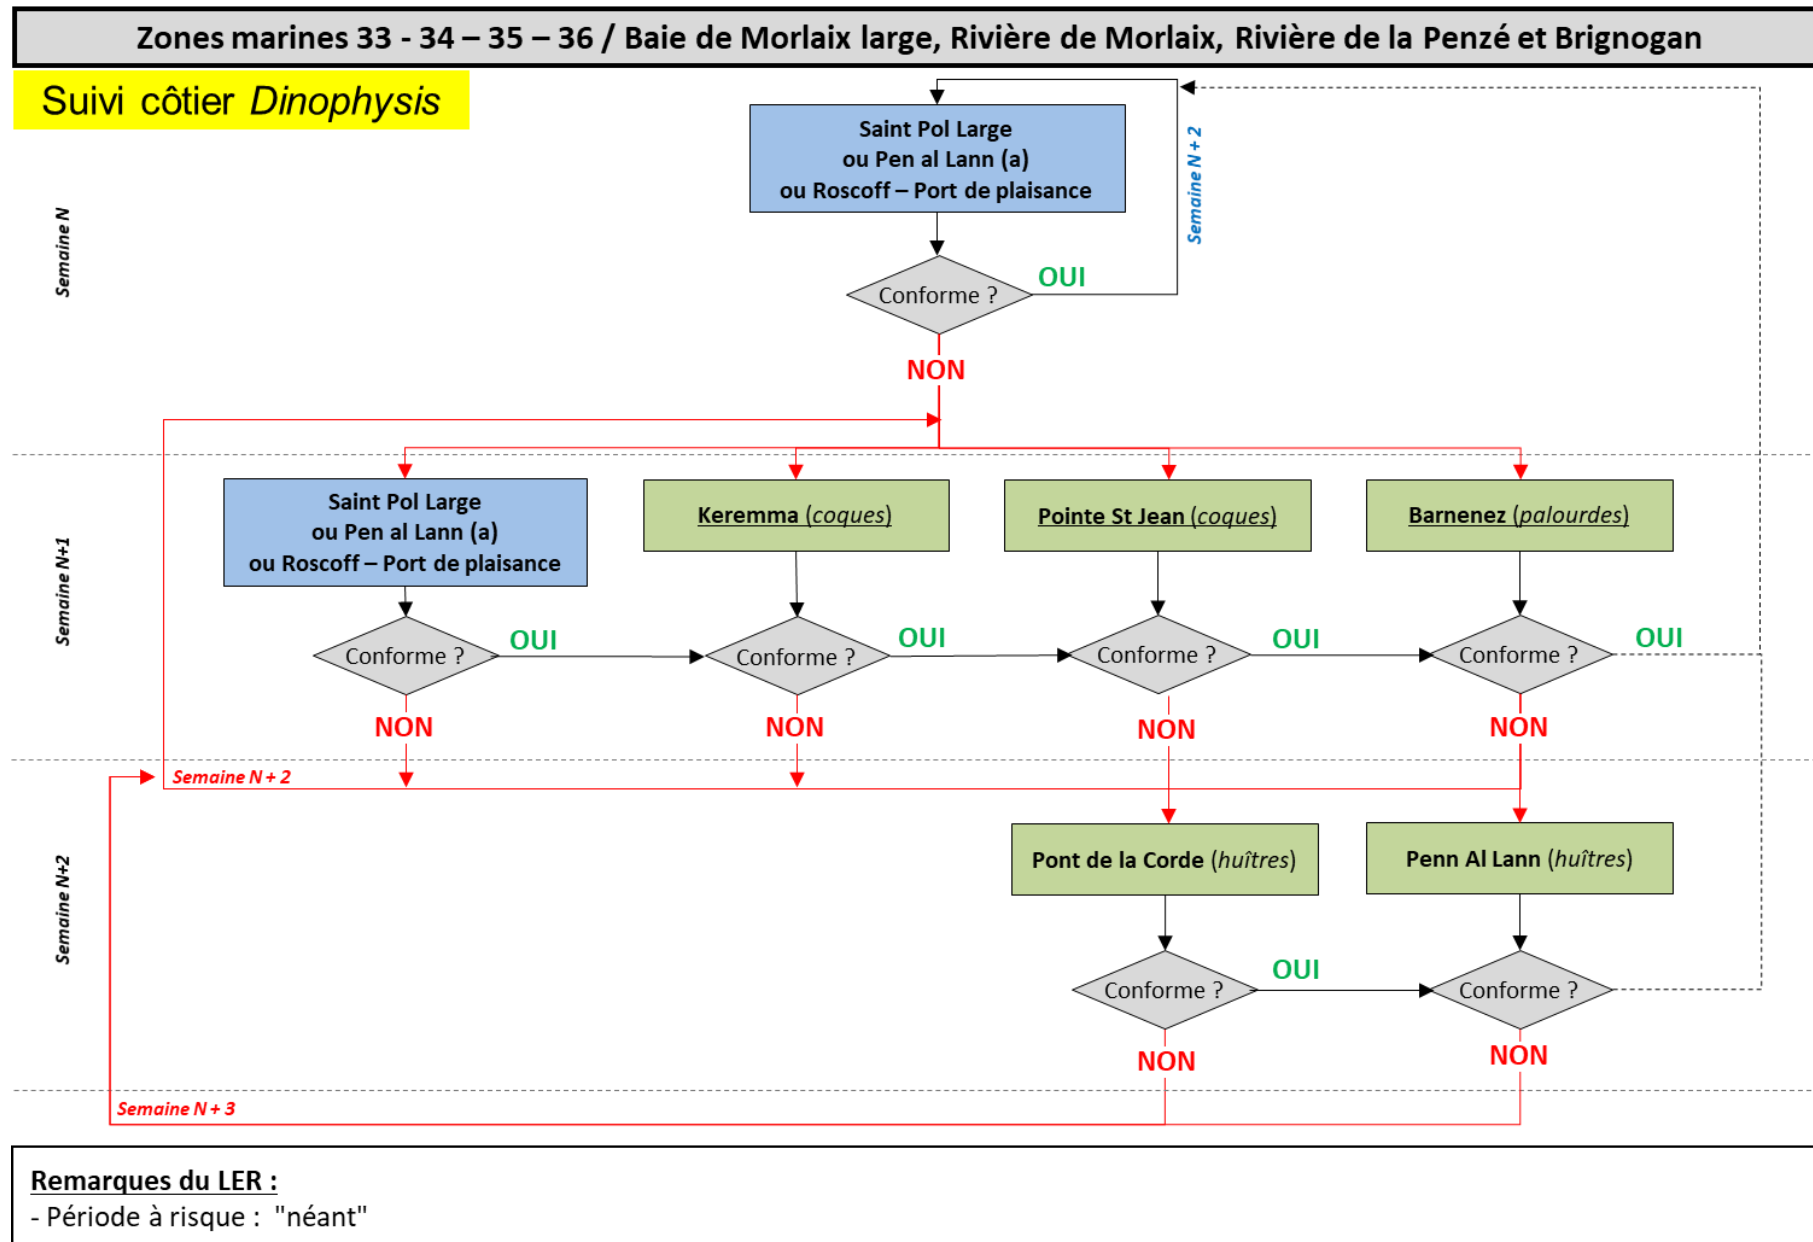 Zones marines 33 - 34 – 35 – 36 / Baie de Morlaix large, Rivière de Morlaix, Rivière de la Penzé et Brignogan
Suivi côtier Dinophysis
Saint Pol Large
ou Pen al Lann (a)
ou Roscoff – Port de plaisance
Semaine N + 2
Semaine N
Conforme ?
OUI
NON
Semaine N+1
Saint Pol Large
ou Pen al Lann (a)
ou Roscoff – Port de plaisance
Keremma (coques)
Pointe St Jean (coques)
Barnenez (palourdes)
Conforme ?
OUI
Conforme ?
OUI
Conforme ?
OUI
Conforme ?
OUI
NON
NON
NON
NON
Semaine N + 2
Semaine N+2
Pont de la Corde (huîtres)
Penn Al Lann (huîtres)
Conforme ?
OUI
Conforme ?
NON
NON
Semaine N + 3
Remarques du LER :
- Période à risque : "néant"